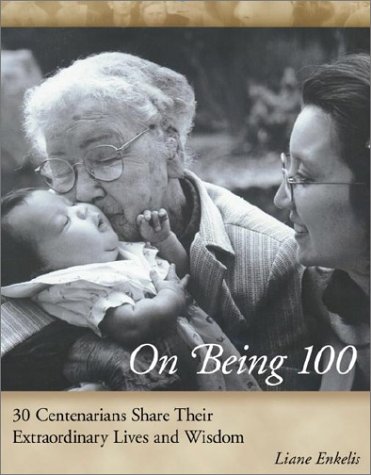 On Being 100
30 Centenarians Share Their
Extraordinary Lives and Wisdom
Liane Enkelis